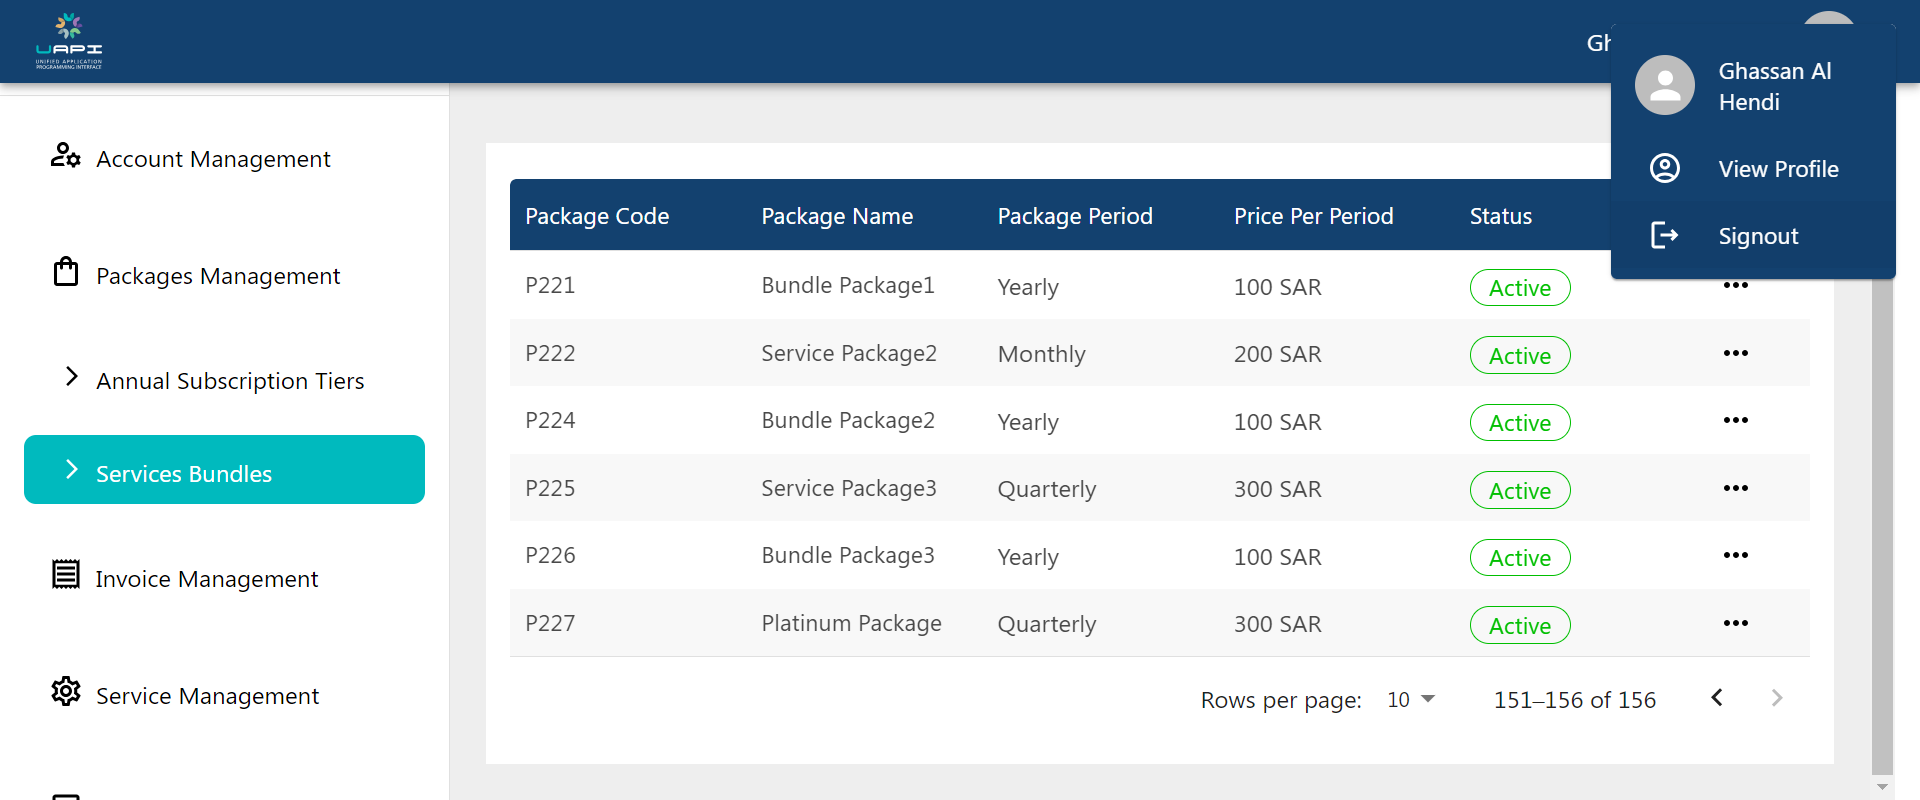 UAPI
UNIFIED APPLICATION
PROGRAMMING INTERFACE
Gh
Ghassan Al
Hendi
View Profile
Signout
Account Management
Packages Management
Annual Subscription Tiers
Services Bundles
Invoice Management
Service Management
Package Code Package Name Package Period Price Per Period Status
P221 Bundle Package1 Yearly 100 SAR Active
P222 Service Package2 Monthly 200 SAR Active
P224 Bundle Package2 Yearly 100 SAR Active
P225 Service Package3 Quarterly 300 SAR Active
P226 Bundle Package3 Yearly 100 SAR Active
P227 Platinum Package Quarterly 300 SAR Active
Rows per page: 10 151–156 of 156